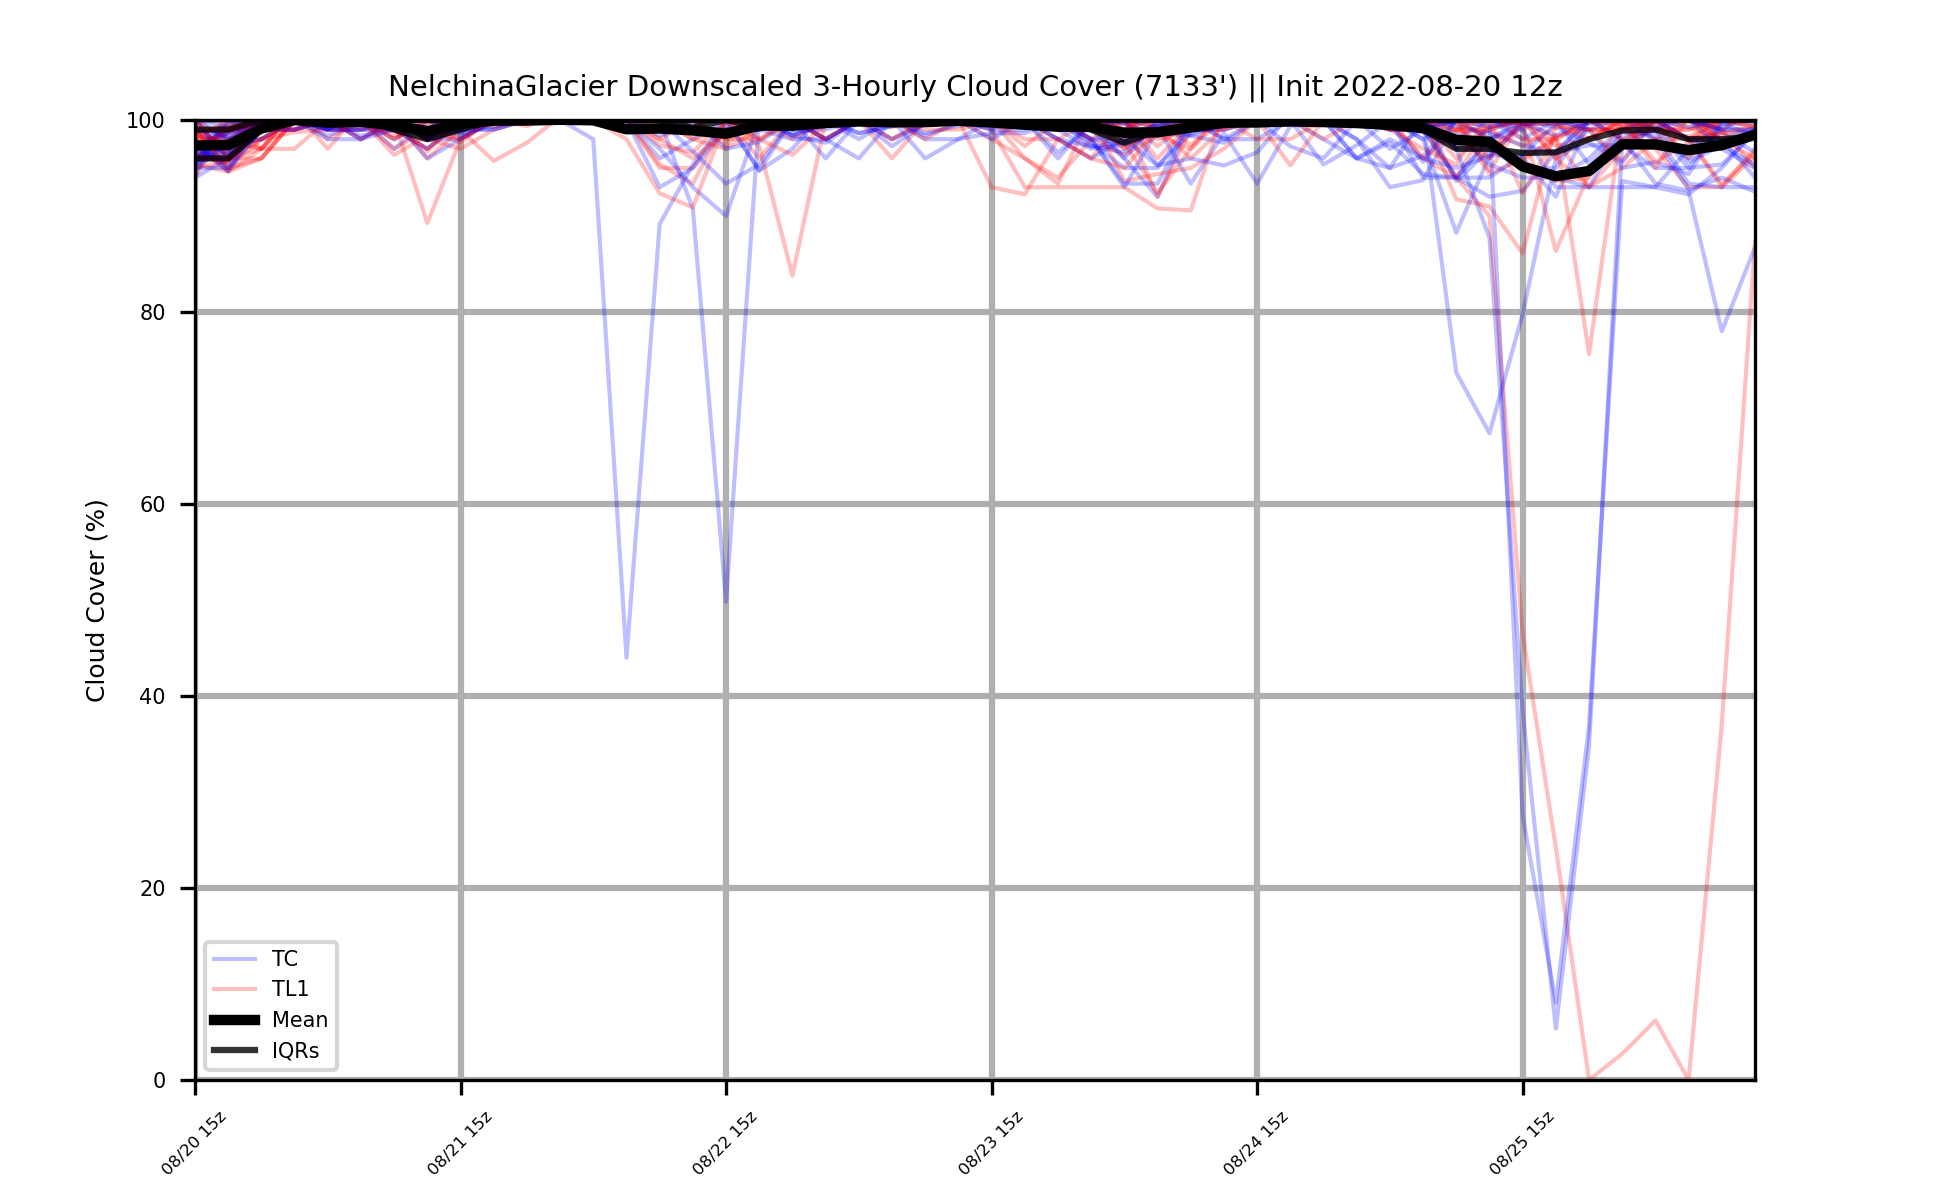 NelchinaGlacier Downscaled 3-Hourly Cloud Cover (7133') || Init 2022-08-20 12z
100
80
60
40
20
0
Cloud Cover (%)
TC
TL1
Mean
IQRs
08/20 15z
08/21 15z
08/22 15z
08/23 15z
08/24 15z
08/25 15z